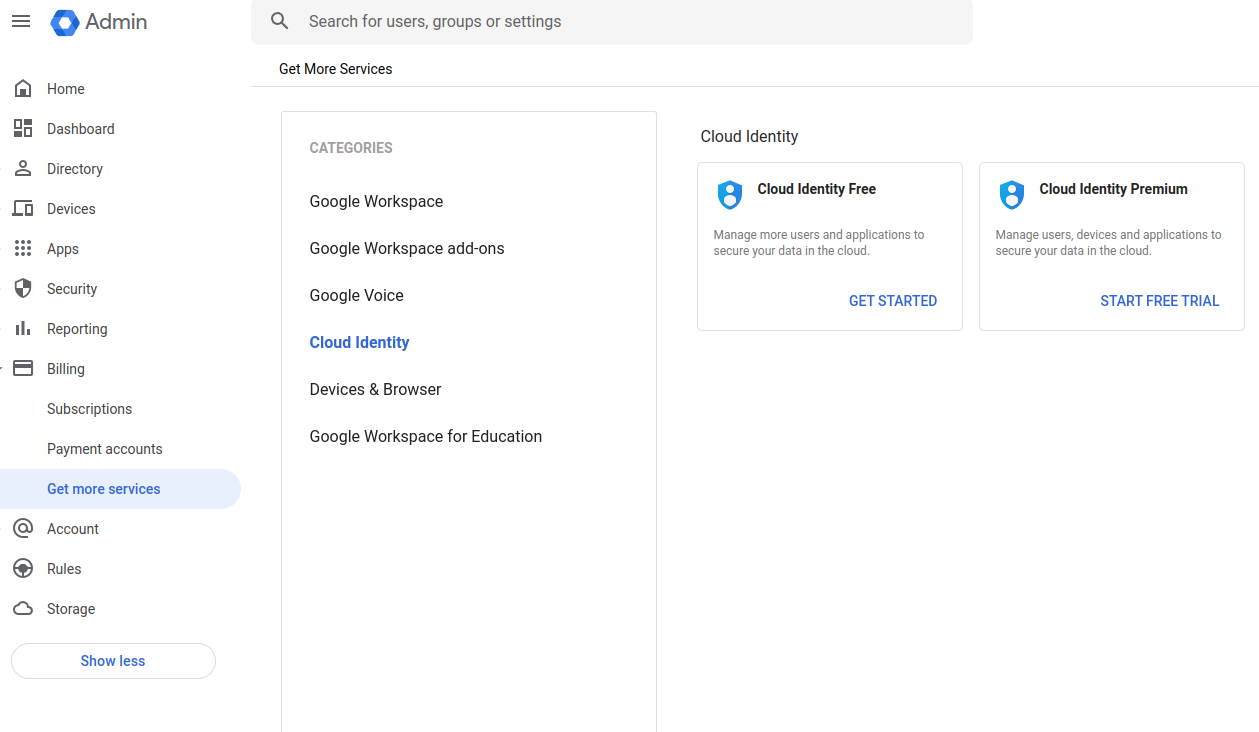 Admin
Search for users, groups or settings
Home
Dashboard
Directory
Devices
Apps
Security
Reporting
Billing
Subscriptions
Payment accounts
Get more services
Account
Rules
Storage
Show less
Get More Services
CATEGORIES
Google Workspace
Google Workspace add-ons
Google Voice
Cloud Identity
Devices & Browser
Google Workspace for Education
Cloud Identity
Cloud Identity Free
Manage more users and applications to
secure your data in the cloud.
GET STARTED
Cloud Identity Premium
Manage users, devices and applications to
secure your data in the cloud.
START FREE TRIAL